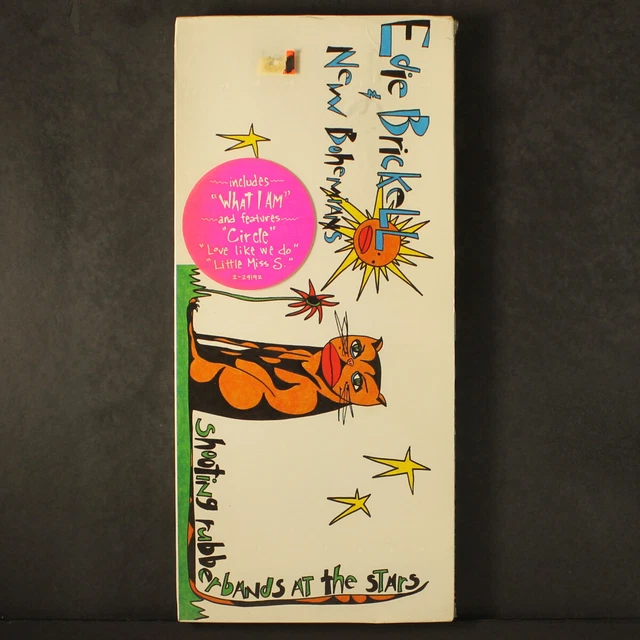 Edie Brickell
& New Bohemians
includes
"WHAT I AM"
and features
"Circle"
"Love like we do"
"Little Miss S."
2-24192
Shooting rubberbands AT the stArs